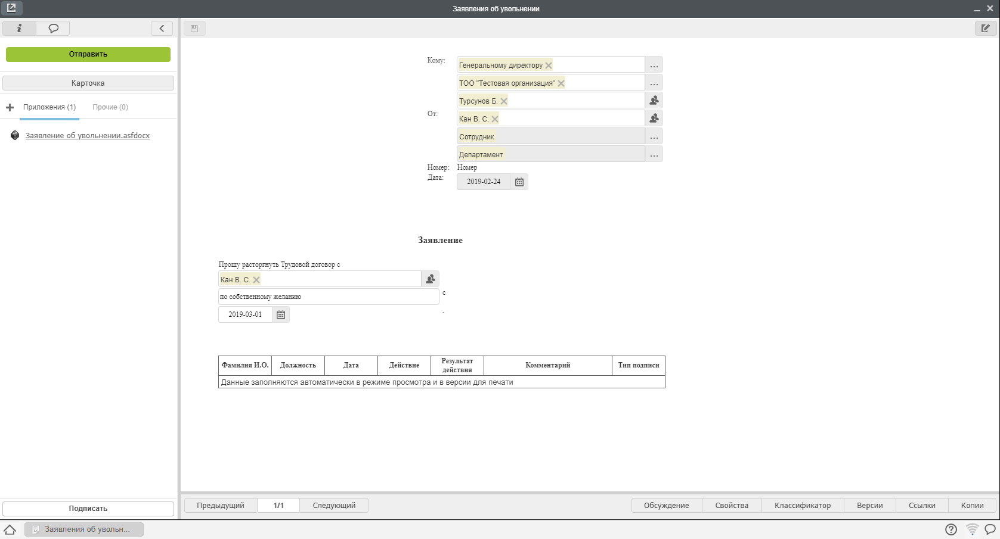 Заявления об увольнении
Отправить
Карточка
Приложения (1) Прочие (0)
Заявление об увольнении.asfdocx
Подписать
Кому: Генеральному директору ...
ТОО "Тестовая организация" ...
Турсунов Б.
От: Кан В. С.
Сотрудник ...
Департамент ...
Номер: Номер
Дата: 2019-02-24
Заявление
Прошу расторгнуть Трудовой договор с
Кан В. С.
по собственному желанию с
2019-03-01 .
Фамилия И.О. Должность Дата Действие Результат действия Комментарий Тип подписи
Данные заполняются автоматически в режиме просмотра и в версии для печати
Предыдущий 1/1 Следующий Обсуждение Свойства Классификатор Версии Ссылки Копии
Заявления об увольн...